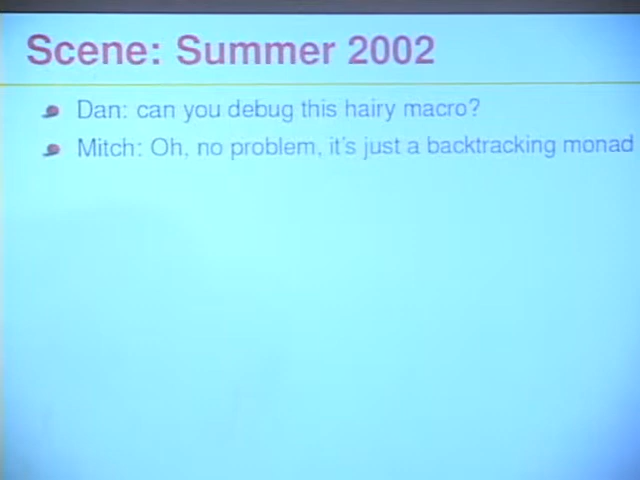 Scene: Summer 2002
Dan: can you debug this hairy macro?
Mitch: Oh, no problem, it's just a backtracking monad